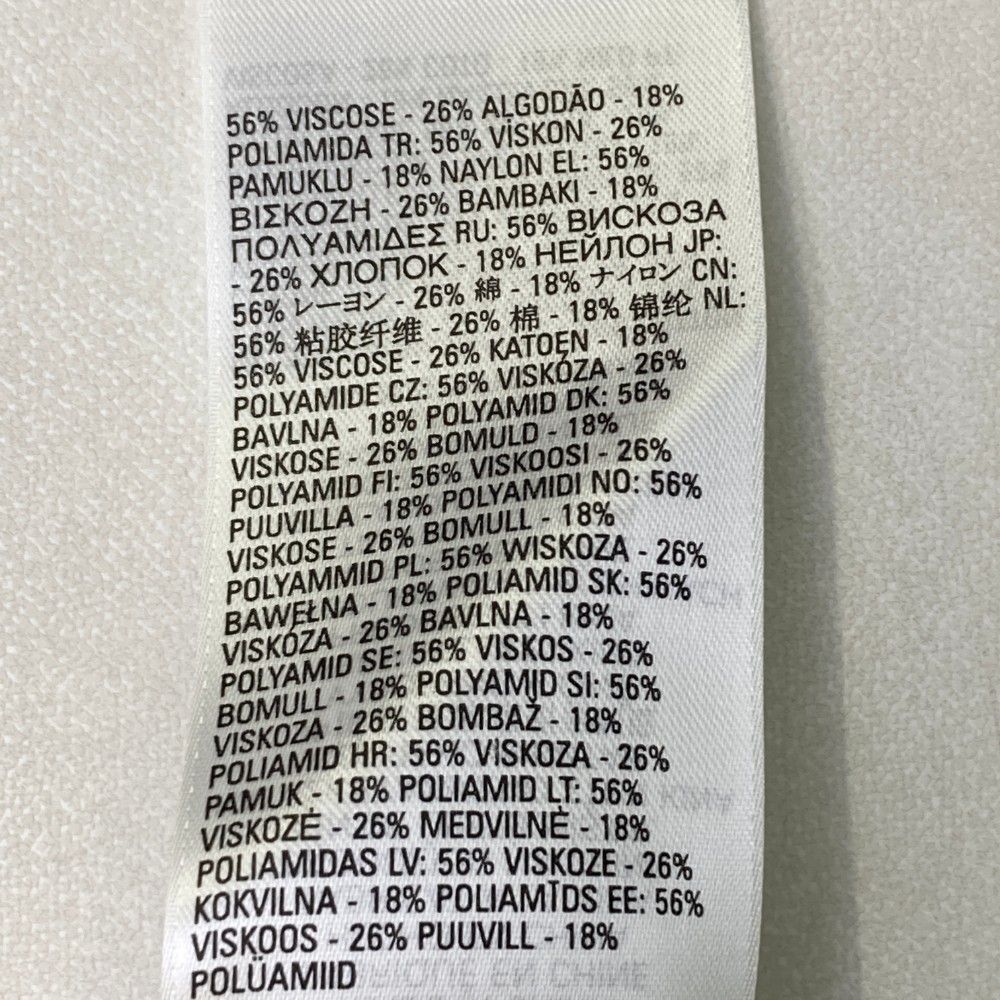 56% VISCOSE - 26% ALGODÃO - 18%
POLIAMIDA TR: 56% VİSKON - 26%
PAMUKLU - 18% NAYLON EL: 56%
ΒΙΣΚΟΖΗ - 26% BAMBAKI - 18%
ΠΟΛΥΑΜΙΔΕΣ RU: 56% ВИСКОЗА
- 26% ХЛОПОК - 18% НЕЙЛОН JP:
56% レーヨン - 26% 綿 - 18% ナイロン CN:
56% 粘胶纤维 - 26% 棉 - 18% 锦纶 NL:
56% VISCOSE - 26% KATOEN - 18%
POLYAMIDE CZ: 56% VISKÓZA - 26%
BAVLNA - 18% POLYAMID DK: 56%
VISKOSE - 26% BOMULD - 18%
POLYAMID FI: 56% VISKOOSI - 26%
PUUVILLA - 18% POLYAMIDI NO: 56%
VISKOSE - 26% BOMULL - 18%
POLYAMMID PL: 56% WISKOZA - 26%
BAWEŁNA - 18% POLIAMID SK: 56%
VISKÓZA - 26% BAVLNA - 18%
POLYAMID SE: 56% VISKOS - 26%
BOMULL - 18% POLYAMID SI: 56%
VISKOZA - 26% BOMBAŽ - 18%
POLIAMID HR: 56% VISKOZA - 26%
PAMUK - 18% POLIAMID LT: 56%
VISKOZĖ - 26% MEDVILNĖ - 18%
POLIAMIDAS LV: 56% VISKOZE - 26%
KOKVILNA - 18% POLIAMĪDS EE: 56%
VISKOOS - 26% PUUVILL - 18%
POLÜAMIID